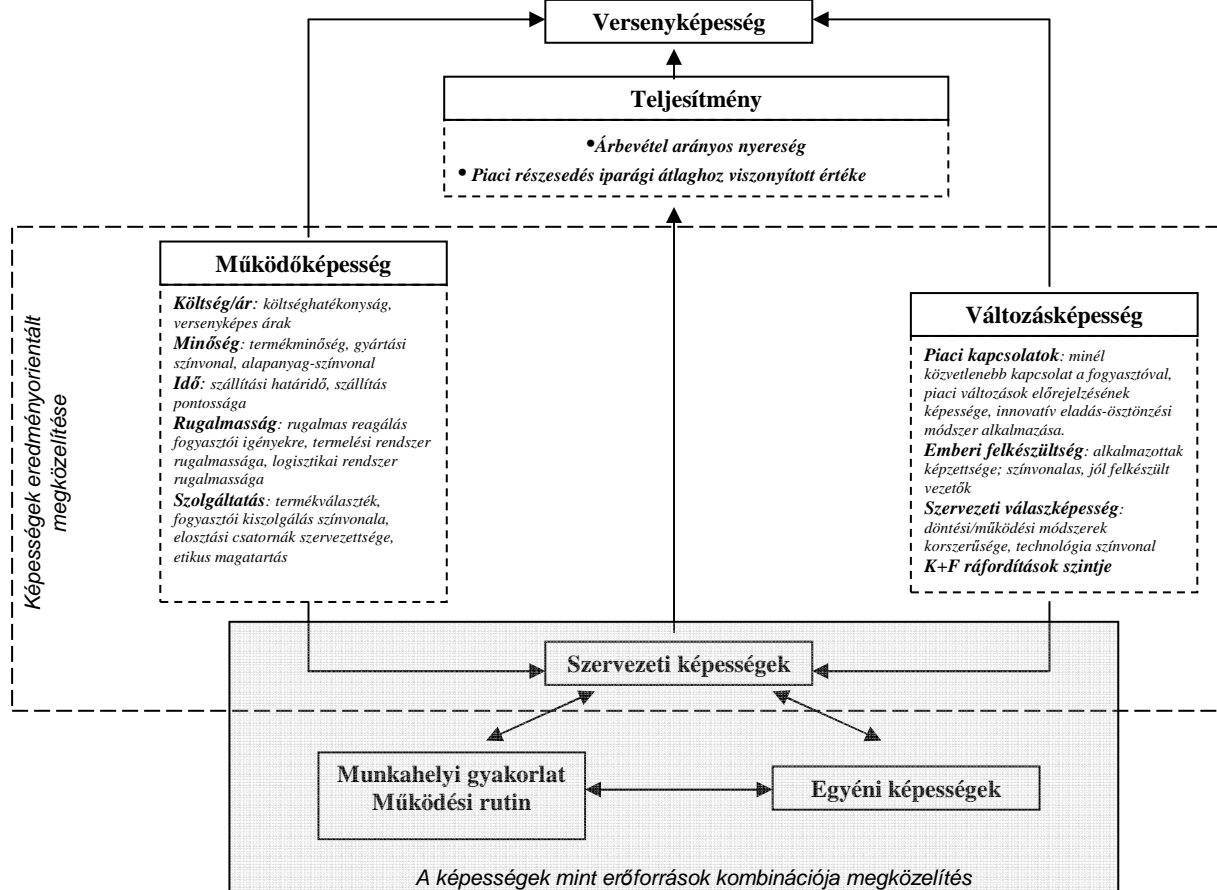 Versenyképesség
Teljesítmény
•Árbevétel arányos nyereség
• Piaci részesedés iparági átlaghoz viszonyított értéke
Képességek eredményorientált
megközelítése
Működőképesség
Költség/ár: költséghatékonyság,
versenyképes árak
Minőség: termékminőség, gyártási
színvonal, alapanyag-színvonal
Idő: szállítási határidő, szállítás
pontossága
Rugalmasság: rugalmas reagálás
fogyasztói igényekre, termelési rendszer
rugalmassága, logisztikai rendszer
rugalmassága
Szolgáltatás: termékválaszték,
fogyasztói kiszolgálás színvonala,
elosztási csatornák szervezettsége,
etikus magatartás
Változásképesség
Piaci kapcsolatok: minél
közvetlenebb kapcsolat a fogyasztóval,
piaci változások előrejelzésének
képessége, innovatív eladás-ösztönzési
módszer alkalmazása.
Emberi felkészültség: alkalmazottak
képzettsége; színvonalas, jól felkészült
vezetők
Szervezeti válaszképesség:
döntési/működési módszerek
korszerűsége, technológia színvonal
K+F ráfordítások szintje
Szervezeti képességek
Munkahelyi gyakorlat
Működési rutin
Egyéni képességek
A képességek mint erőforrások kombinációja megközelítés